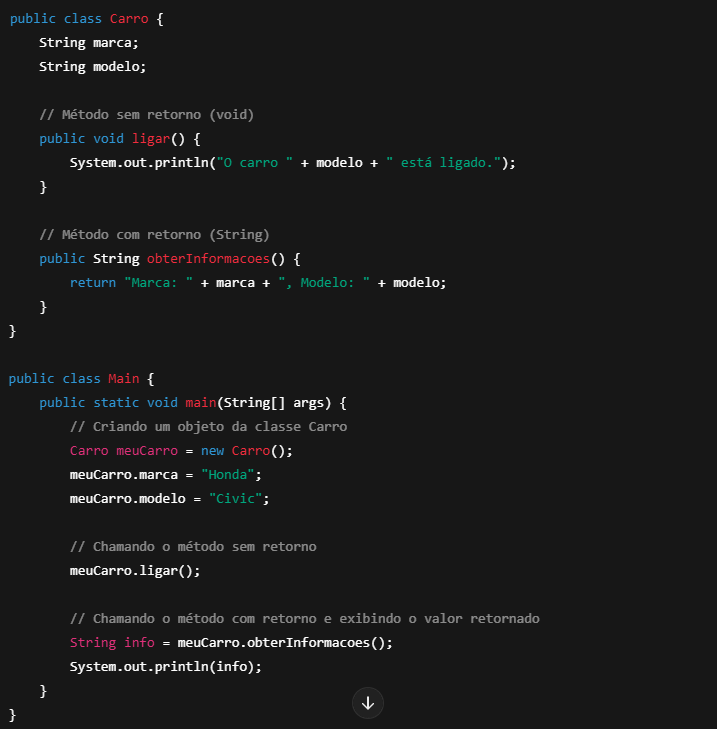 public class Carro {
    String marca;
    String modelo;

    // Método sem retorno (void)
    public void ligar() {
        System.out.println("O carro " + modelo + " está ligado.");
    }

    // Método com retorno (String)
    public String obterInformacoes() {
        return "Marca: " + marca + ", Modelo: " + modelo;
    }
}

public class Main {
    public static void main(String[] args) {
        // Criando um objeto da classe Carro
        Carro meuCarro = new Carro();
        meuCarro.marca = "Honda";
        meuCarro.modelo = "Civic";

        // Chamando o método sem retorno
        meuCarro.ligar();

        // Chamando o método com retorno e exibindo o valor retornado
        String info = meuCarro.obterInformacoes();
        System.out.println(info);
    }
}